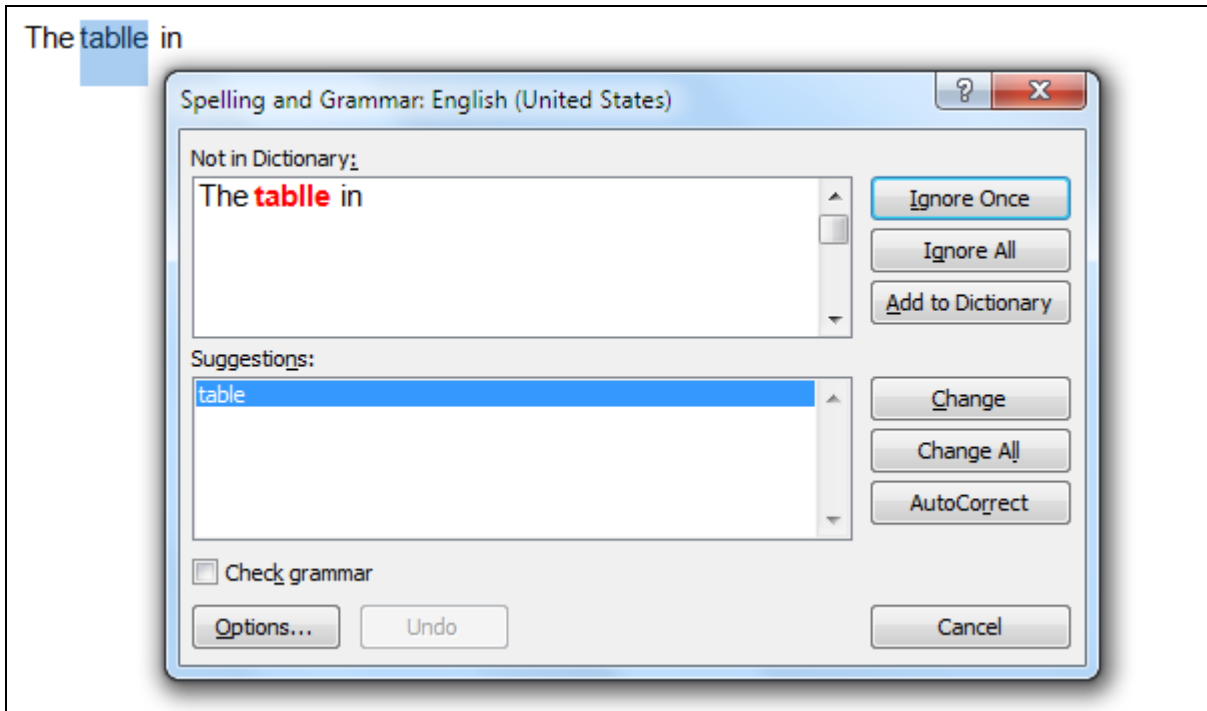 The tablle in
Spelling and Grammar: English (United States)
Not in Dictionary:
The tablle in
Ignore Once
Ignore All
Add to Dictionary
Suggestions:
table
Change
Change All
AutoCorrect
Check grammar
Options...
Undo
Cancel